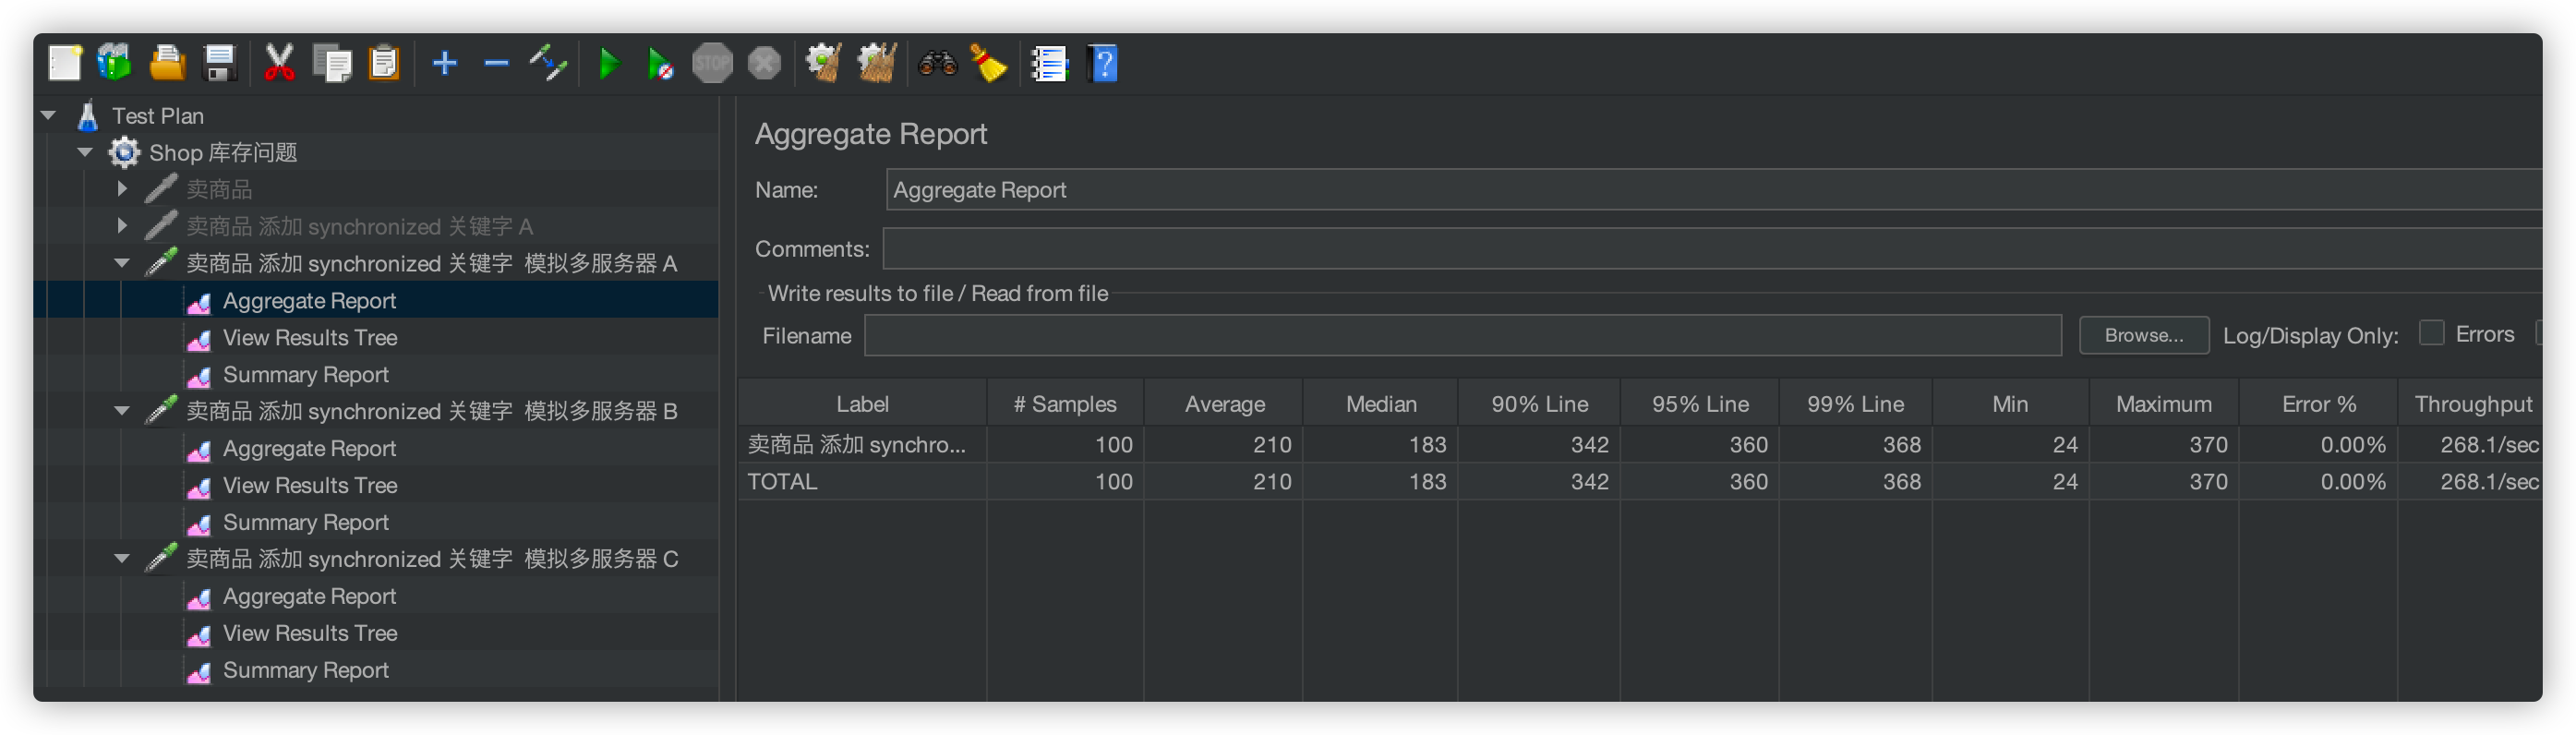 STOP
?
Test Plan
Shop 库存问题
卖商品
卖商品 添加 synchronized 关键字 A
卖商品 添加 synchronized 关键字 模拟多服务器 A
Aggregate Report
View Results Tree
Summary Report
卖商品 添加 synchronized 关键字 模拟多服务器 B
Aggregate Report
View Results Tree
Summary Report
卖商品 添加 synchronized 关键字 模拟多服务器 C
Aggregate Report
View Results Tree
Summary Report
Aggregate Report
Name: Aggregate Report
Comments:
Write results to file / Read from file
Filename Browse... Log/Display Only: Errors
Label # Samples Average Median 90% Line 95% Line 99% Line Min Maximum Error % Throughput
卖商品 添加 synchro... 100 210 183 342 360 368 24 370 0.00% 268.1/sec
TOTAL 100 210 183 342 360 368 24 370 0.00% 268.1/sec